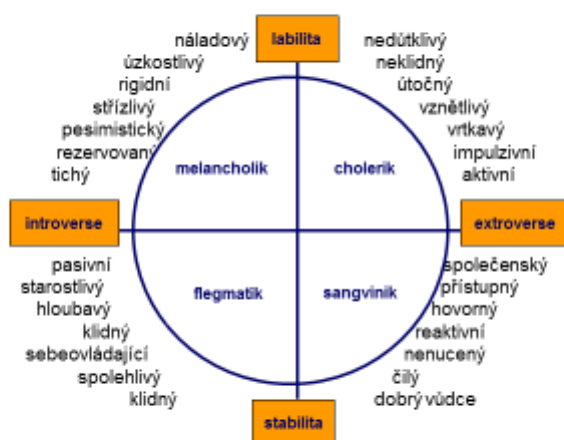 labilita
náladový
úzkostlivý
rigidní
střízlivý
pesimistický
rezervovaný
tichý
nedůtklivý
neklidný
útočný
vznětlivý
vrtkavý
impulzivní
aktivní
melancholik
cholerik
introverse
extroverse
flegmatik
sangvinik
pasivní
starostlivý
hloubavý
klidný
sebeovládající
spolehlivý
klidný
společenský
přístupný
hovorný
reaktivní
nenucený
čilý
dobrý vůdce
stabilita